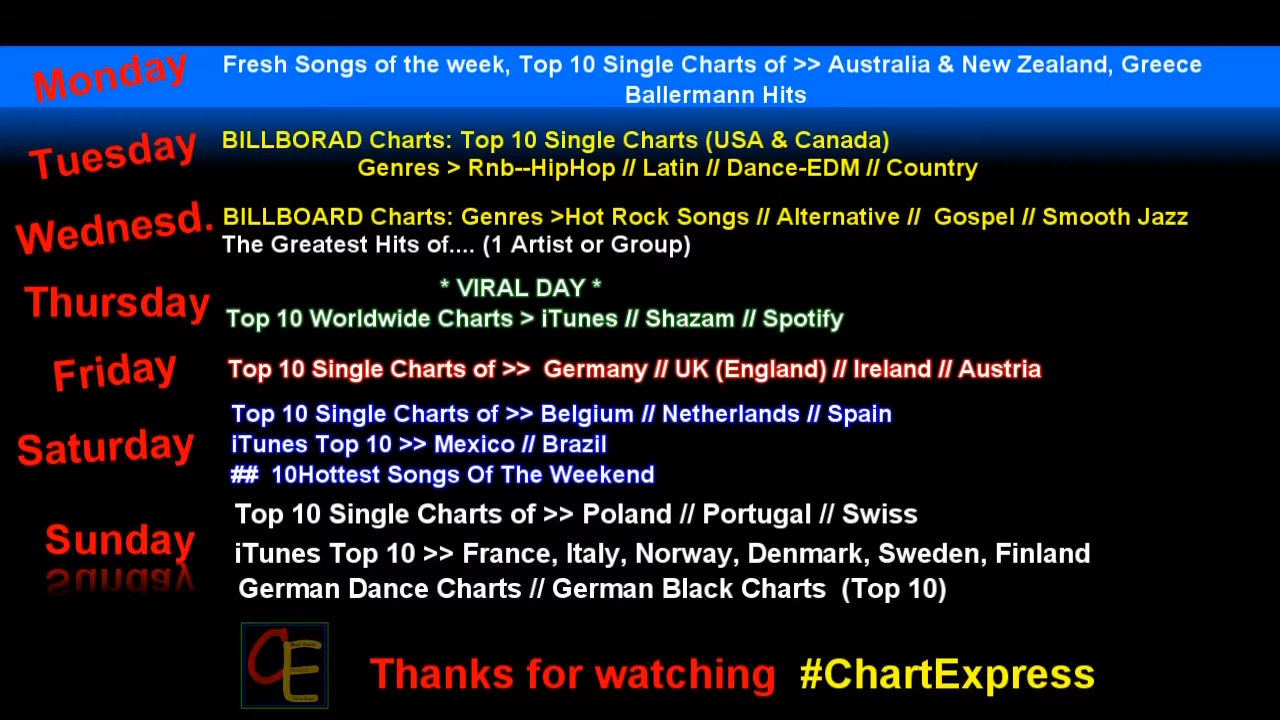 Monday
Fresh Songs of the week, Top 10 Single Charts of >> Australia & New Zealand, Greece
Ballermann Hits
Tuesday
BILLBORAD Charts: Top 10 Single Charts (USA & Canada)
Genres > Rnb--HipHop // Latin // Dance-EDM // Country
Wednesd.
BILLBOARD Charts: Genres >Hot Rock Songs // Alternative // Gospel // Smooth Jazz
The Greatest Hits of.... (1 Artist or Group)
Thursday
* VIRAL DAY *
Top 10 Worldwide Charts > iTunes // Shazam // Spotify
Friday
Top 10 Single Charts of >> Germany // UK (England) // Ireland // Austria
Saturday
Top 10 Single Charts of >> Belgium // Netherlands // Spain
iTunes Top 10 >> Mexico // Brazil
## 10Hottest Songs Of The Weekend
Sunday
Top 10 Single Charts of >> Poland // Portugal // Swiss
iTunes Top 10 >> France, Italy, Norway, Denmark, Sweden, Finland
German Dance Charts // German Black Charts (Top 10)
CE
Thanks for watching #ChartExpress